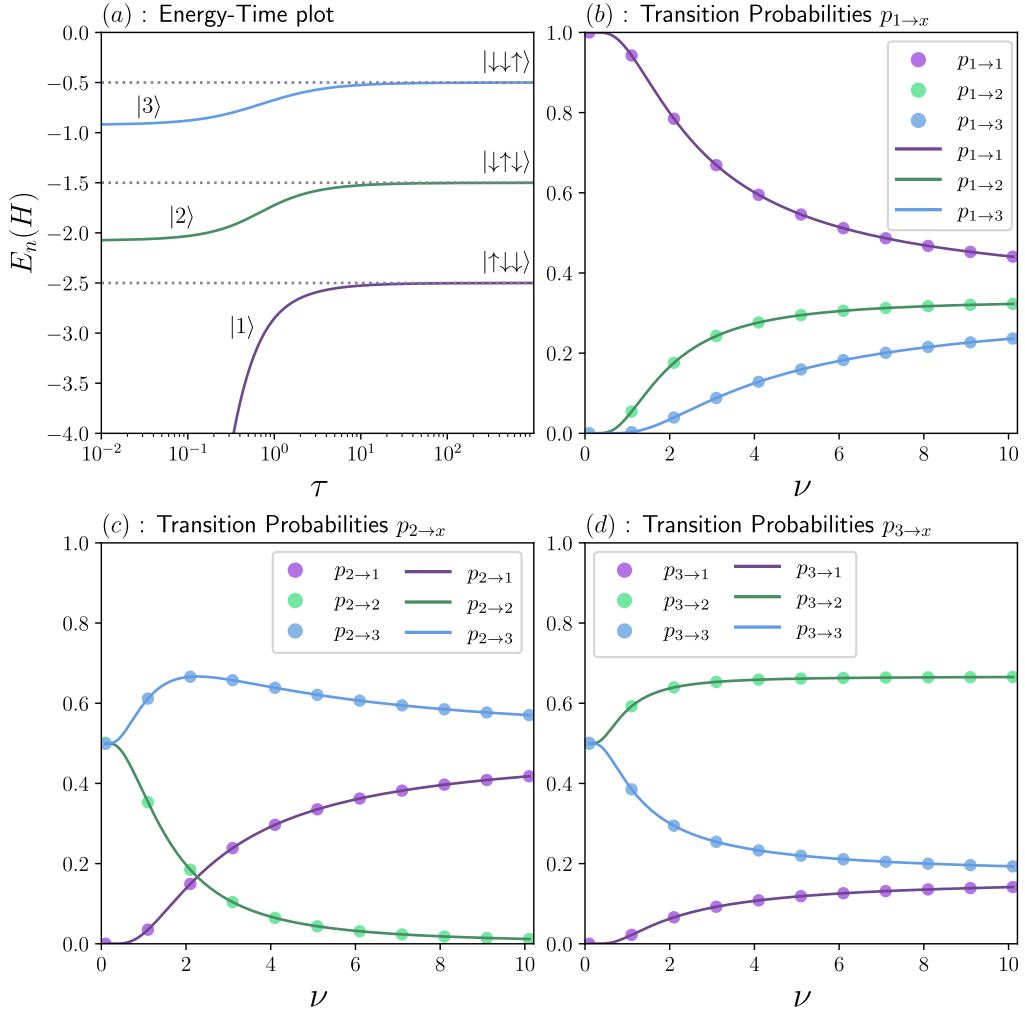 (a) : Energy-Time plot
0.0
−0.5
−1.0
−1.5
−2.0
−2.5
−3.0
−3.5
−4.0
E_n(H)
|↓↓↑⟩
|3⟩
|↓↑↓⟩
|2⟩
|↑↓↓⟩
|1⟩
10^{−2} 10^{−1} 10^{0} 10^{1} 10^{2}
τ
(b) : Transition Probabilities p_{1→x}
1.0
0.8
0.6
0.4
0.2
0.0
p_{1→1}
p_{1→2}
p_{1→3}
p_{1→1}
p_{1→2}
p_{1→3}
0 2 4 6 8 10
ν
(c) : Transition Probabilities p_{2→x}
1.0
0.8
0.6
0.4
0.2
0.0
p_{2→1} p_{2→1}
p_{2→2} p_{2→2}
p_{2→3} p_{2→3}
0 2 4 6 8 10
ν
(d) : Transition Probabilities p_{3→x}
1.0
0.8
0.6
0.4
0.2
0.0
p_{3→1} p_{3→1}
p_{3→2} p_{3→2}
p_{3→3} p_{3→3}
0 2 4 6 8 10
ν